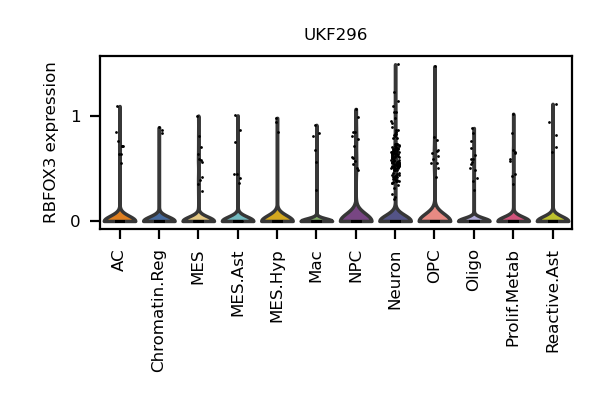 UKF296
RBFOX3 expression
1
0
AC
Chromatin.Reg
MES
MES.Ast
MES.Hyp
Mac
NPC
Neuron
OPC
Oligo
Prolif.Metab
Reactive.Ast